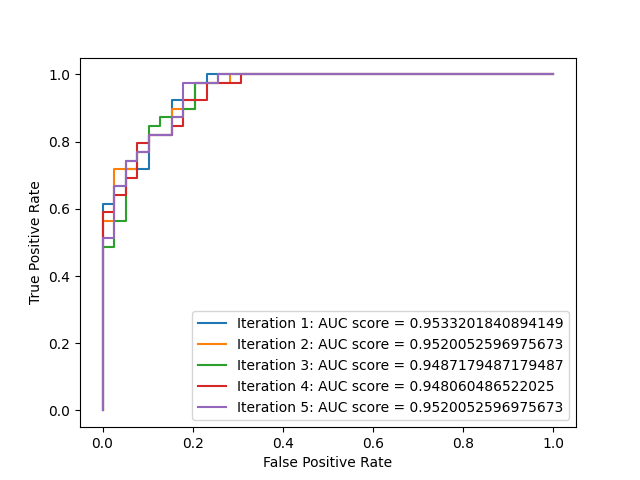 1.0
0.8
0.6
0.4
0.2
0.0
True Positive Rate
Iteration 1: AUC score = 0.9533201840894149
Iteration 2: AUC score = 0.9520052596975673
Iteration 3: AUC score = 0.9487179487179487
Iteration 4: AUC score = 0.948060486522025
Iteration 5: AUC score = 0.9520052596975673
0.0 0.2 0.4 0.6 0.8 1.0
False Positive Rate